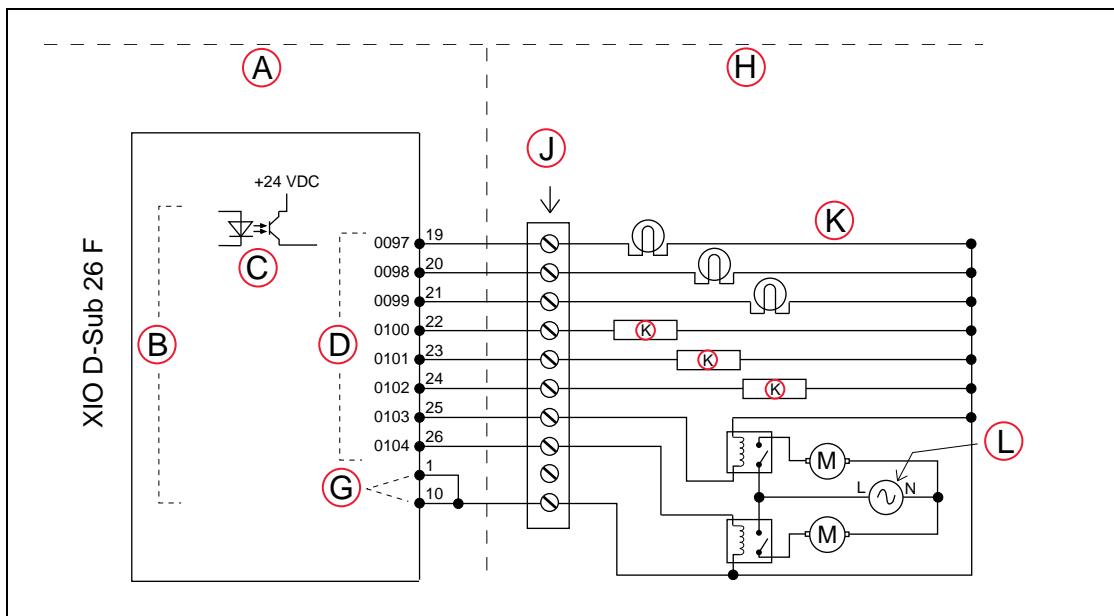 A
H
J
+24 VDC
K
C
XIO D-Sub 26 F
B
D
0097 19
0098 20
0099 21
0100 22
K
0101 23
K
0102 24
K
0103 25
0104 26
L
M
G
1
10
L
N
M